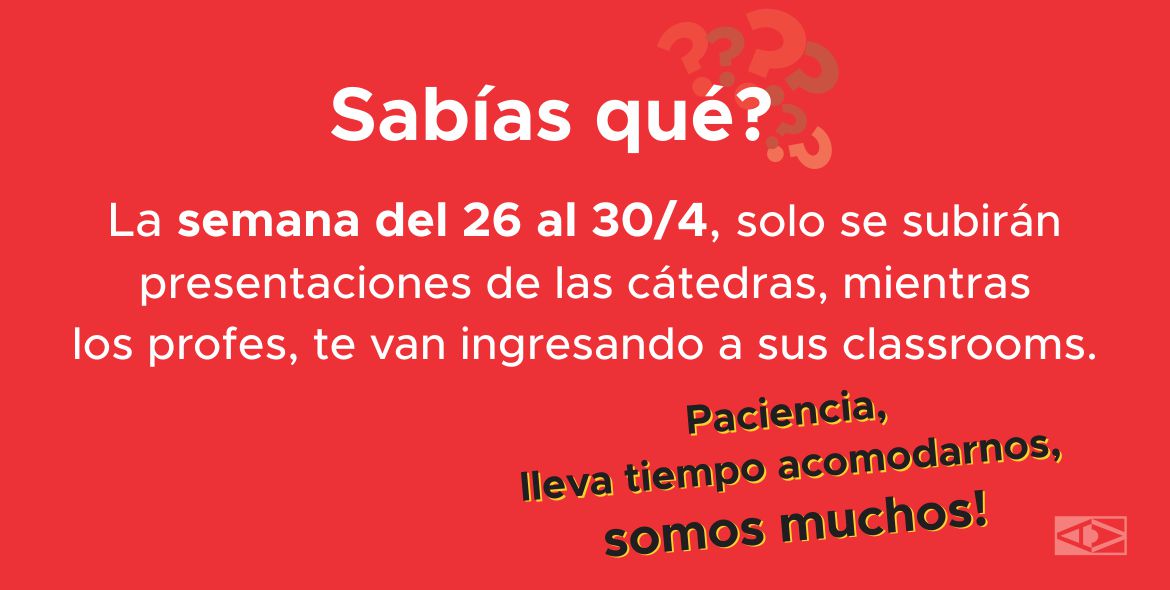 Sabías qué?
La semana del 26 al 30/4, solo se subirán
presentaciones de las cátedras, mientras
los profes, te van ingresando a sus classrooms.
Paciencia,
lleva tiempo acomodarnos,
somos muchos!